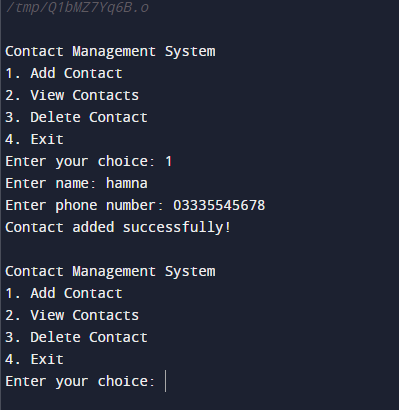 /tmp/Q1bMZ7Yq6B.o
Contact Management System
1. Add Contact
2. View Contacts
3. Delete Contact
4. Exit
Enter your choice: 1
Enter name: hamna
Enter phone number: 03335545678
Contact added successfully!
Contact Management System
1. Add Contact
2. View Contacts
3. Delete Contact
4. Exit
Enter your choice: